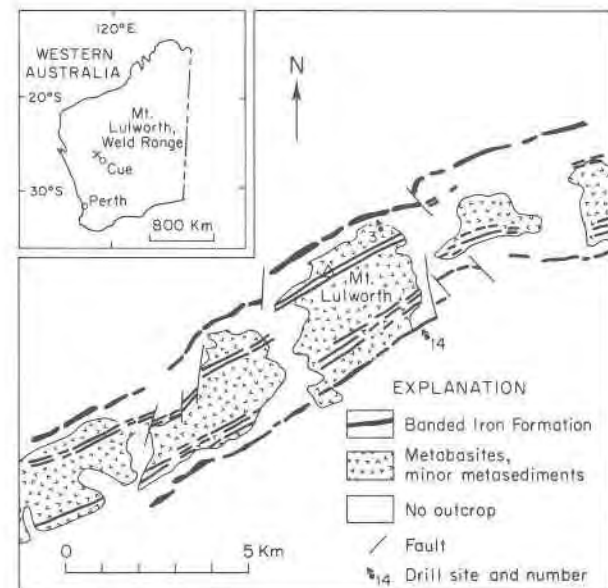 120°E
WESTERN
AUSTRALIA
20°S
Mt.
Lulworth,
Weld Range
Cue
30°S
Perth
800 Km
N
3
Mt.
Lulworth
14
EXPLANATION
Banded Iron Formation
Metabasites,
minor metasediments
No outcrop
Fault
14 Drill site and number
0 5 Km